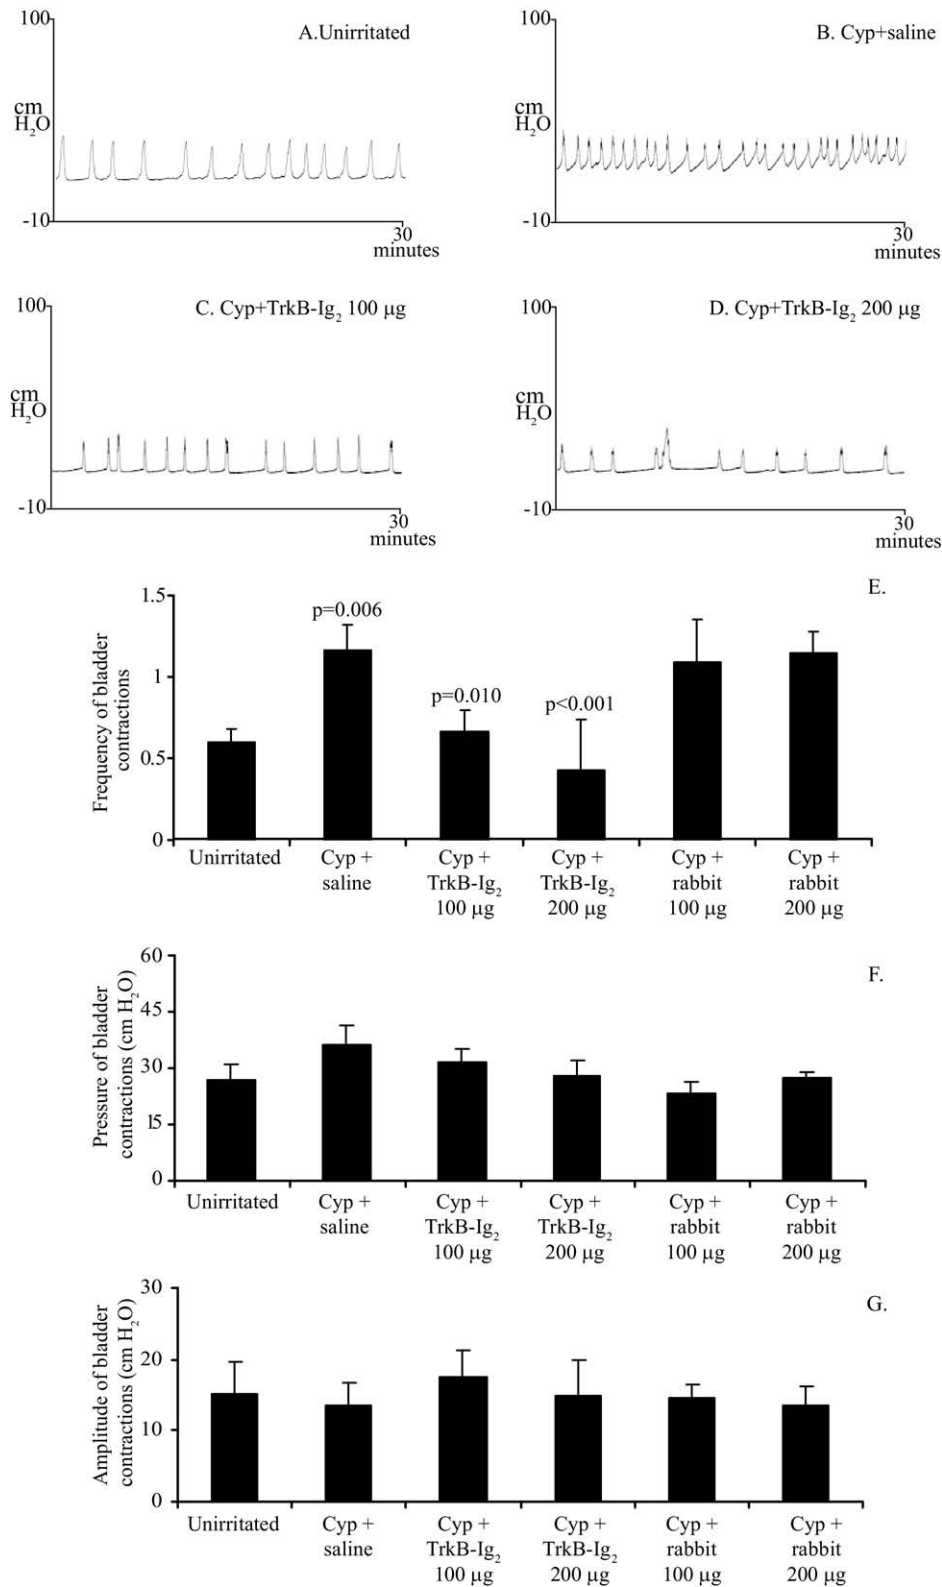 100
A.Unirritated
cm
H₂O
-10
30
minutes
100
B. Cyp+saline
cm
H₂O
-10
30
minutes
100
C. Cyp+TrkB-Ig₂ 100 µg
cm
H₂O
-10
30
minutes
100
D. Cyp+TrkB-Ig₂ 200 µg
cm
H₂O
-10
30
minutes
E.
Frequency of bladder
contractions
1.5
1
0.5
0
p=0.006
p=0.010
p<0.001
Unirritated
Cyp +
saline
Cyp +
TrkB-Ig₂
100 µg
Cyp +
TrkB-Ig₂
200 µg
Cyp +
rabbit
100 µg
Cyp +
rabbit
200 µg
F.
Pressure of bladder
contractions (cm H₂O)
60
45
30
15
0
Unirritated
Cyp +
saline
Cyp +
TrkB-Ig₂
100 µg
Cyp +
TrkB-Ig₂
200 µg
Cyp +
rabbit
100 µg
Cyp +
rabbit
200 µg
G.
Amplitude of bladder
contractions (cm H₂O)
30
20
10
0
Unirritated
Cyp +
saline
Cyp +
TrkB-Ig₂
100 µg
Cyp +
TrkB-Ig₂
200 µg
Cyp +
rabbit
100 µg
Cyp +
rabbit
200 µg